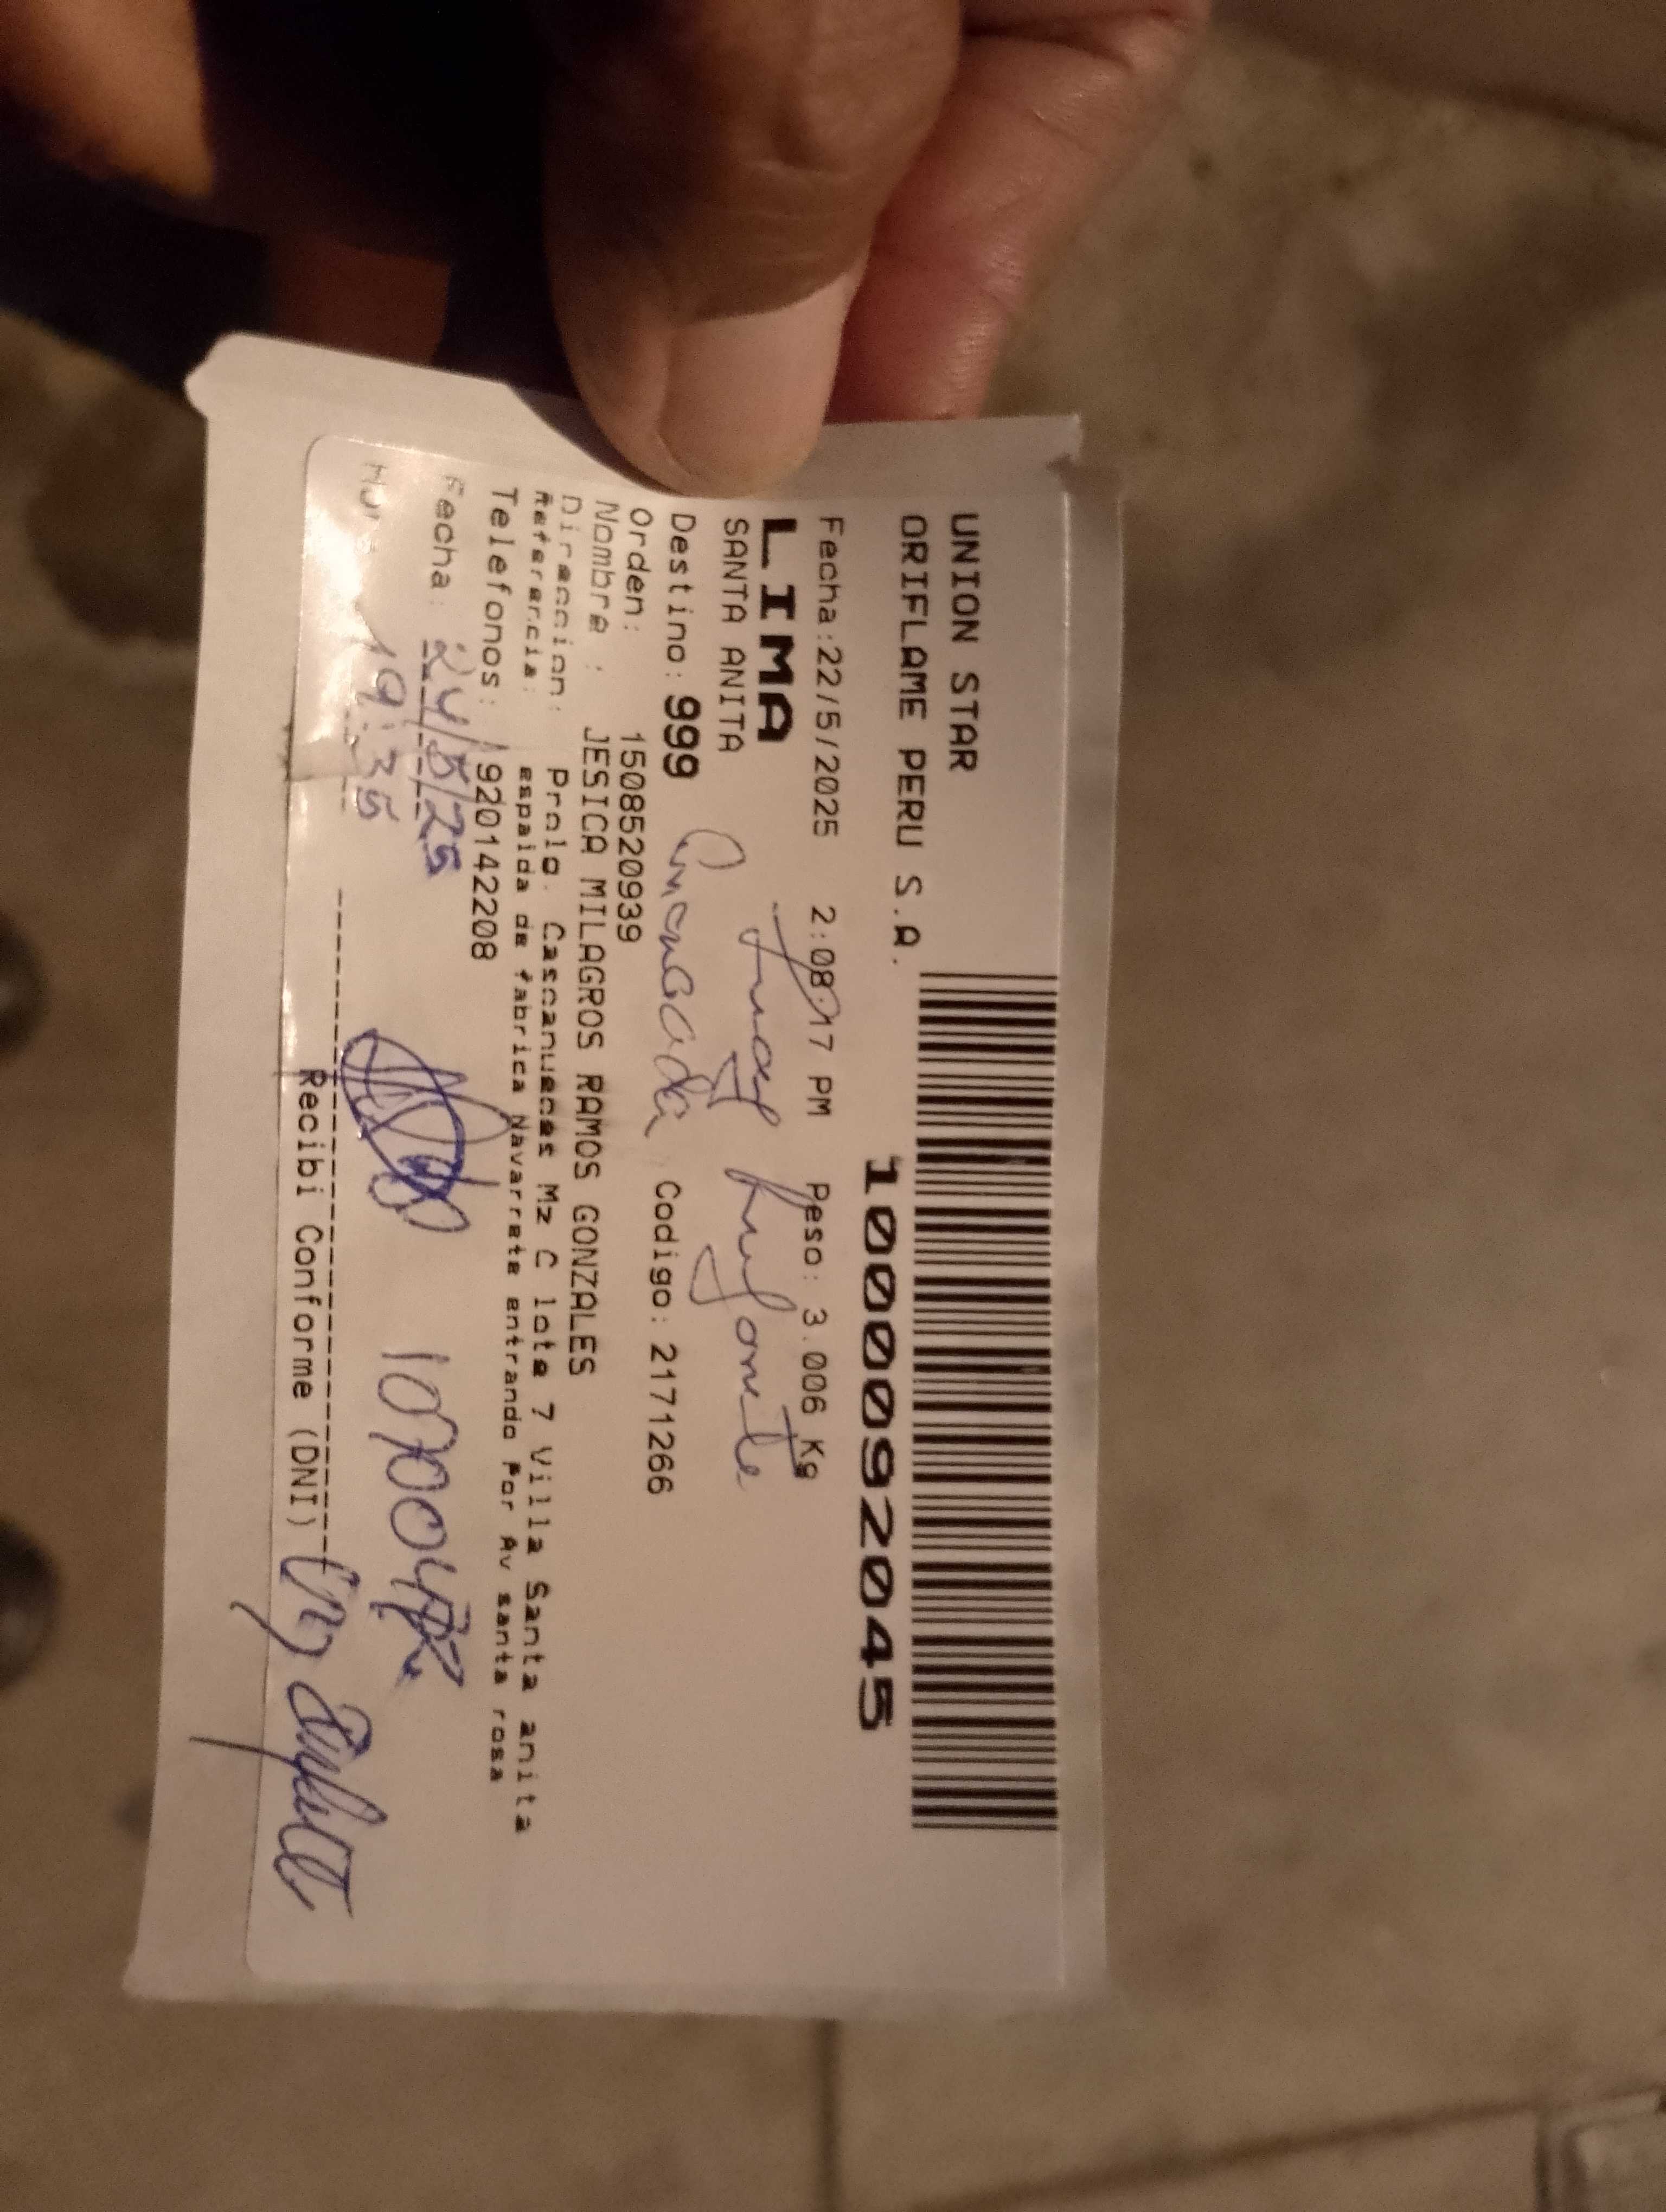 UNION STAR
ORIFLAME PERU S.A.
1000092045
Fecha:22/5/2025 2:08:17 PM Peso: 3.006 Kg
LIMA
SANTA ANITA
Destino: 999 Codigo: 2171266
Orden: 1508520939
Nombre : JESICA MILAGROS RAMOS GONZALES
Direccion: Prolg. Cascanueces Mz C lote 7 Villa Santa anita
Referencia: espalda de fabrica Navarrete entrando Por Av santa rosa
Telefonos: 920142208
Fecha: 24/5/25
19:35
Recibi Conforme (DNI)